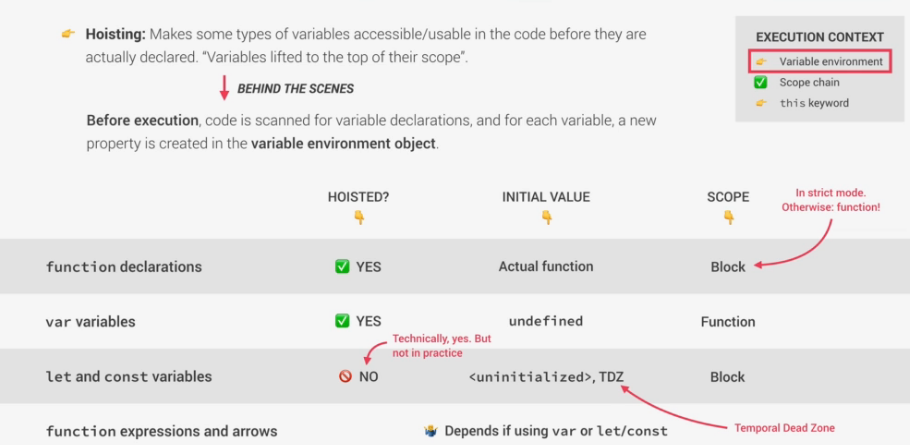 👉 Hoisting: Makes some types of variables accessible/usable in the code before they are
actually declared. “Variables lifted to the top of their scope”.
BEHIND THE SCENES
Before execution, code is scanned for variable declarations, and for each variable, a new
property is created in the variable environment object.
EXECUTION CONTEXT
👉 Variable environment
✅ Scope chain
👉 this keyword
HOISTED? INITIAL VALUE SCOPE
👇 👇 👇
In strict mode.
Otherwise: function!
function declarations ✅ YES Actual function Block
var variables ✅ YES undefined Function
Technically, yes. But
not in practice
let and const variables 🚫 NO <uninitialized>, TDZ Block
Temporal Dead Zone
function expressions and arrows 🤷‍♂️ Depends if using var or let/const